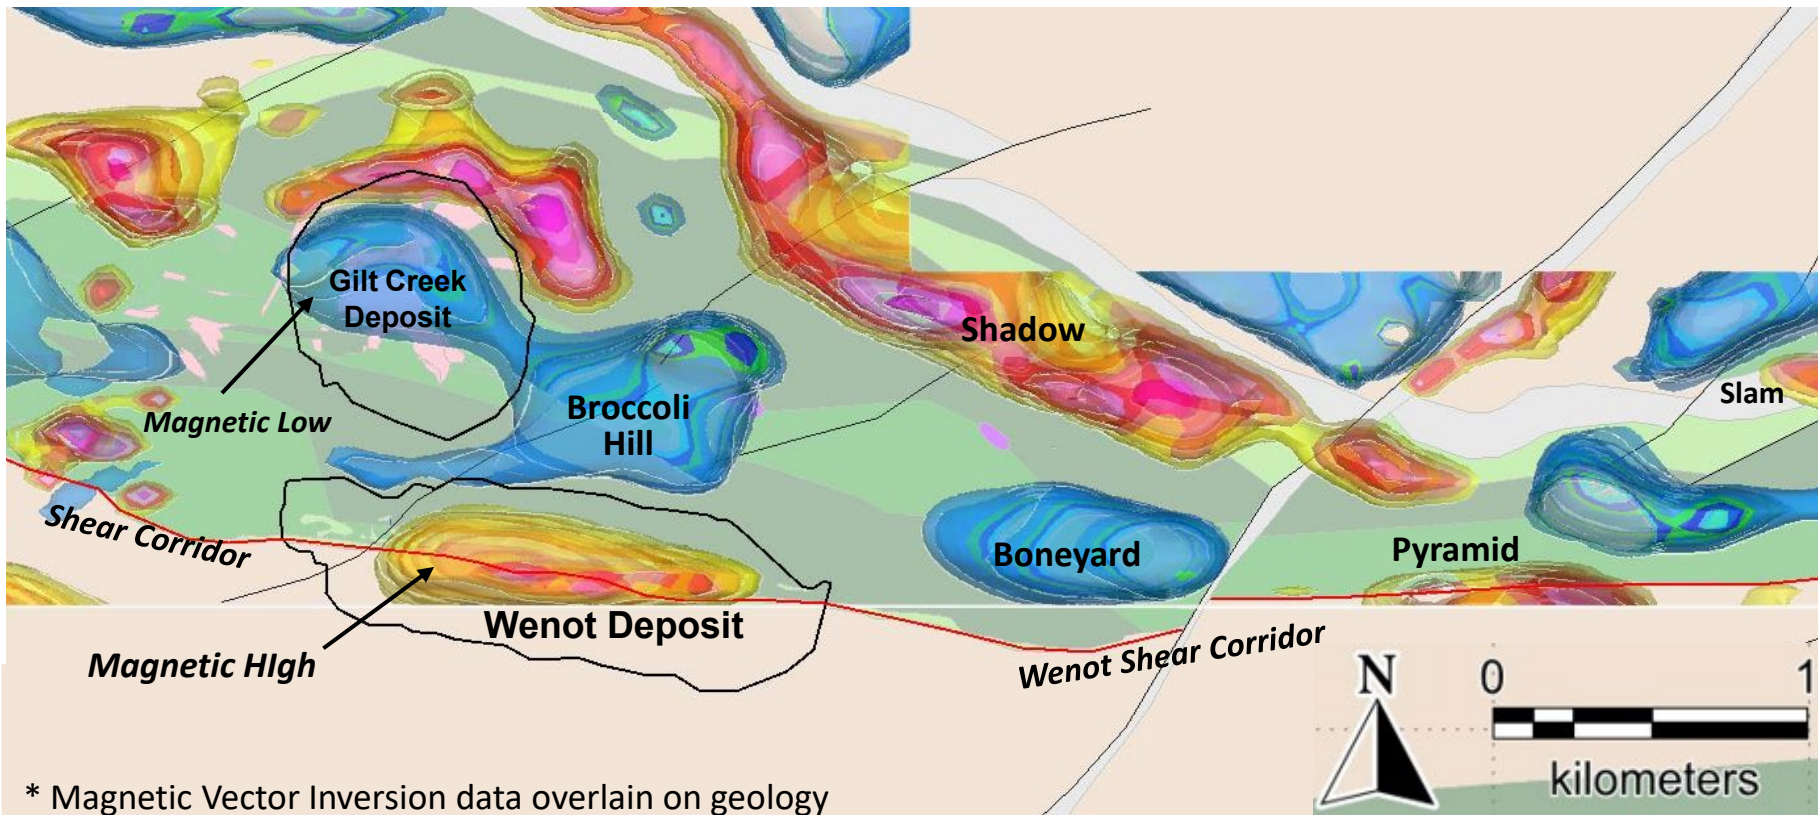 Gilt Creek
Deposit
Magnetic Low
Shadow
Slam
Broccoli
Hill
Shear Corridor
Boneyard
Pyramid
Wenot Deposit
Magnetic HIgh
Wenot Shear Corridor
N
0 1
kilometers
* Magnetic Vector Inversion data overlain on geology